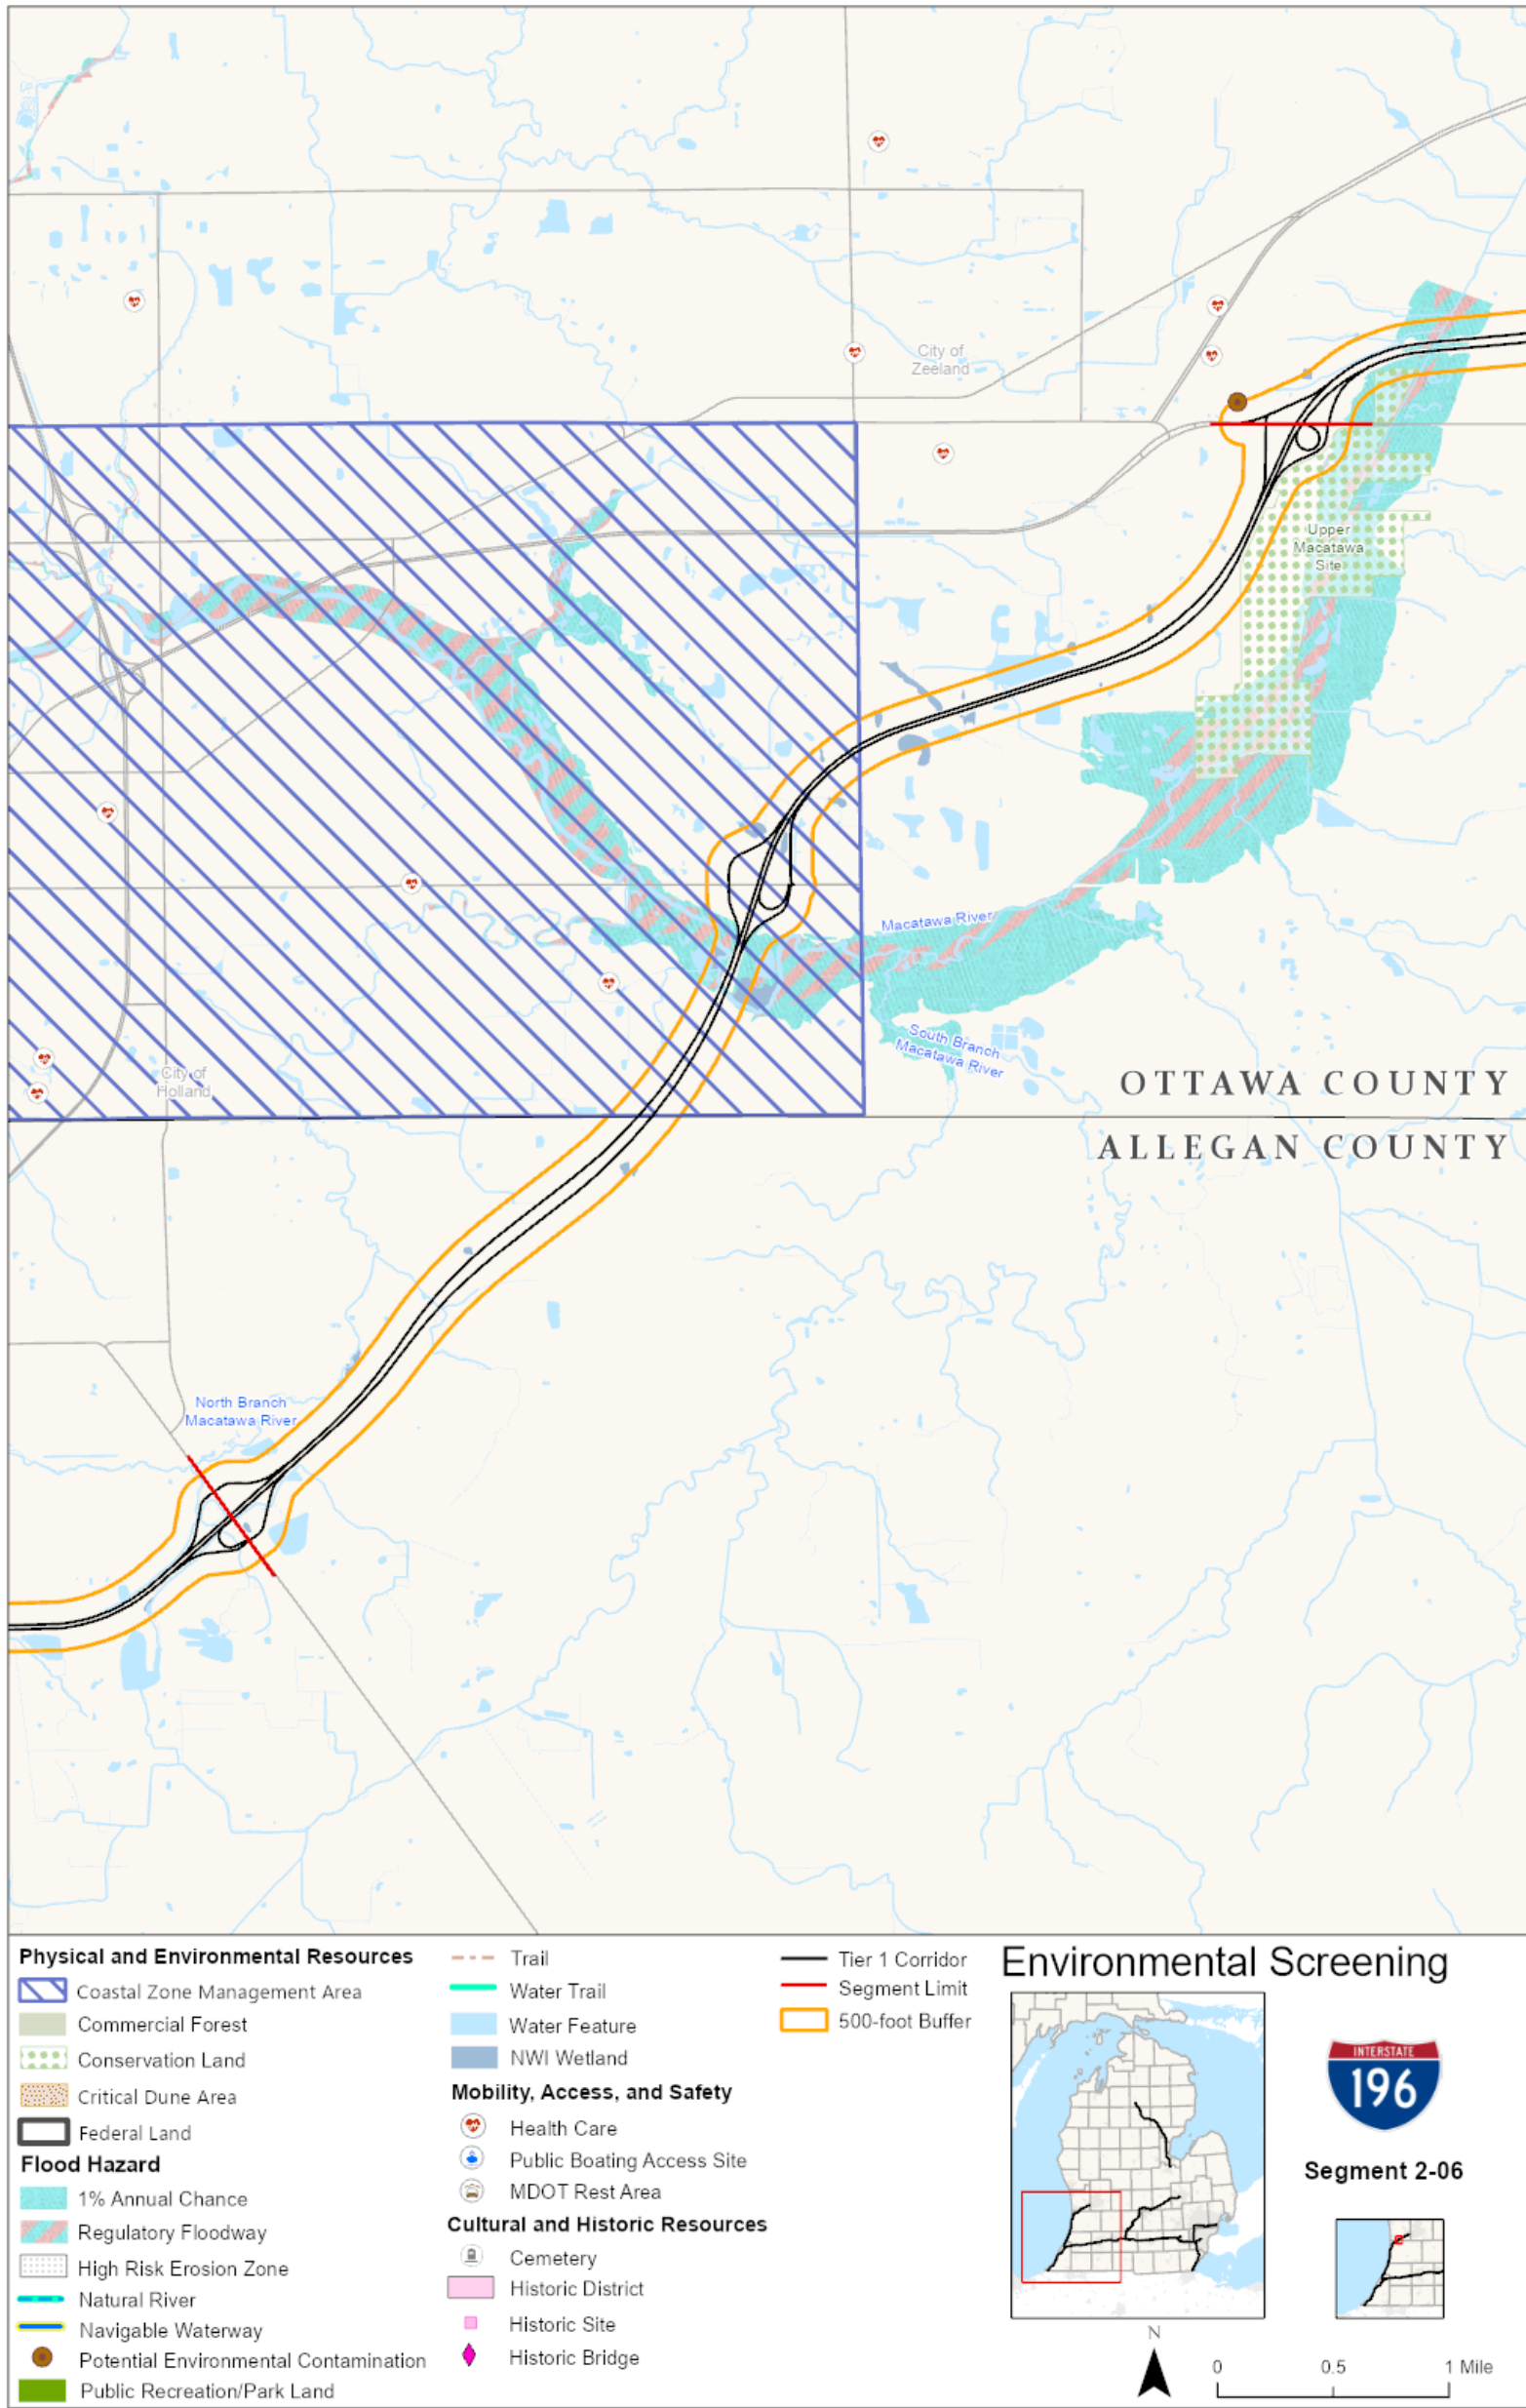 City of
Zeeland
Upper
Macatawa
Site
Macatawa River
South Branch
Macatawa River
City of
Holland
OTTAWA COUNTY
ALLEGAN COUNTY
North Branch
Macatawa River
Physical and Environmental Resources
Coastal Zone Management Area
Commercial Forest
Conservation Land
Critical Dune Area
Federal Land
Flood Hazard
1% Annual Chance
Regulatory Floodway
High Risk Erosion Zone
Natural River
Navigable Waterway
Potential Environmental Contamination
Public Recreation/Park Land
Trail
Water Trail
Water Feature
NWI Wetland
Mobility, Access, and Safety
Health Care
Public Boating Access Site
MDOT Rest Area
Cultural and Historic Resources
Cemetery
Historic District
Historic Site
Historic Bridge
Tier 1 Corridor
Segment Limit
500-foot Buffer
Environmental Screening
INTERSTATE
196
Segment 2-06
N
0 0.5 1 Mile